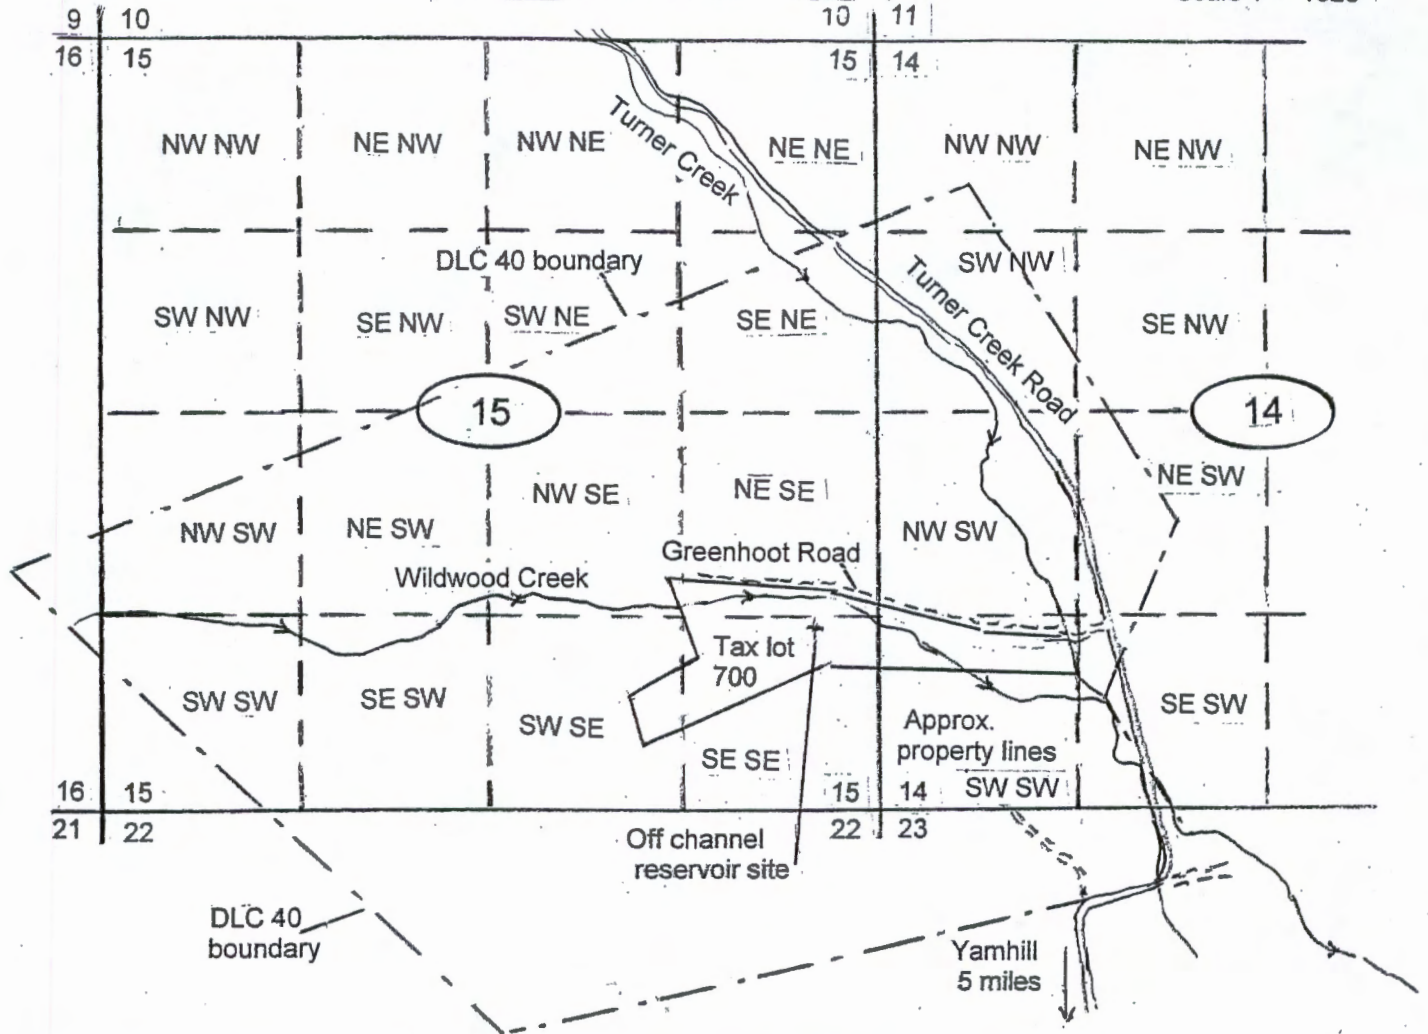 9 10
10 11
16 15
15 14
NW NW
NE NW
NW NE
Turner Creek
NE NE
NW NW
NE NW
DLC 40 boundary
SW NW
SW NW
SE NW
SW NE
SE NE
Turner Creek Road
SE NW
15
14
NW SW
NE SW
NW SE
NE SE
NW SW
NE SW
Greenhoot Road
Wildwood Creek
Tax lot
700
SW SW
SE SW
SW SE
SE SE
Approx.
property lines
SW SW
SE SW
16 15
15 14
21 22
22 23
Off channel
reservoir site
DLC 40
boundary
Yamhill
5 miles